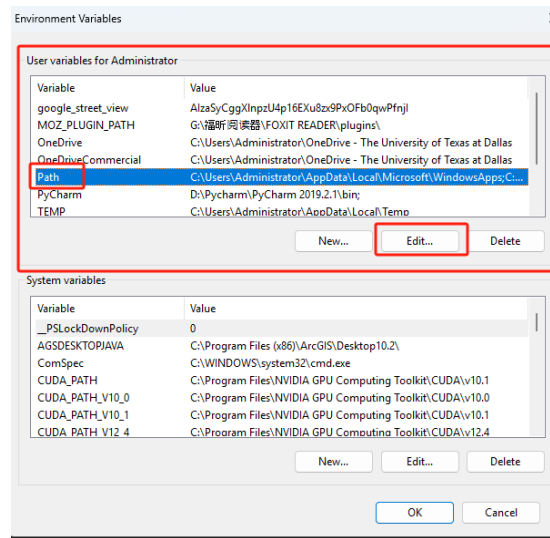 Environment Variables
User variables for Administrator
Variable Value
google_street_view
MOZ_PLUGIN_PATH G:\福昕阅读器\FOXIT READER\plugins\
OneDrive C:\Users\Administrator\OneDrive - The University of Texas at Dallas
OneDriveCommercial C:\Users\Administrator\OneDrive - The University of Texas at Dallas
Path C:\Users\Administrator\AppData\Local\Microsoft\WindowsApps;C:...
PyCharm D:\Pycharm\PyCharm 2019.2.1\bin;
TEMP C:\Users\Administrator\AppData\Local\Temp
New... Edit... Delete
System variables
Variable Value
__PSLockDownPolicy 0
AGSDESKTOPJAVA C:\Program Files (x86)\ArcGIS\Desktop10.2\
ComSpec C:\WINDOWS\system32\cmd.exe
CUDA_PATH C:\Program Files\NVIDIA GPU Computing Toolkit\CUDA\v10.1
CUDA_PATH_V10_0 C:\Program Files\NVIDIA GPU Computing Toolkit\CUDA\v10.0
CUDA_PATH_V10_1 C:\Program Files\NVIDIA GPU Computing Toolkit\CUDA\v10.1
CUDA_PATH_V12_4 C:\Program Files\NVIDIA GPU Computing Toolkit\CUDA\v12.4
New... Edit... Delete
OK Cancel